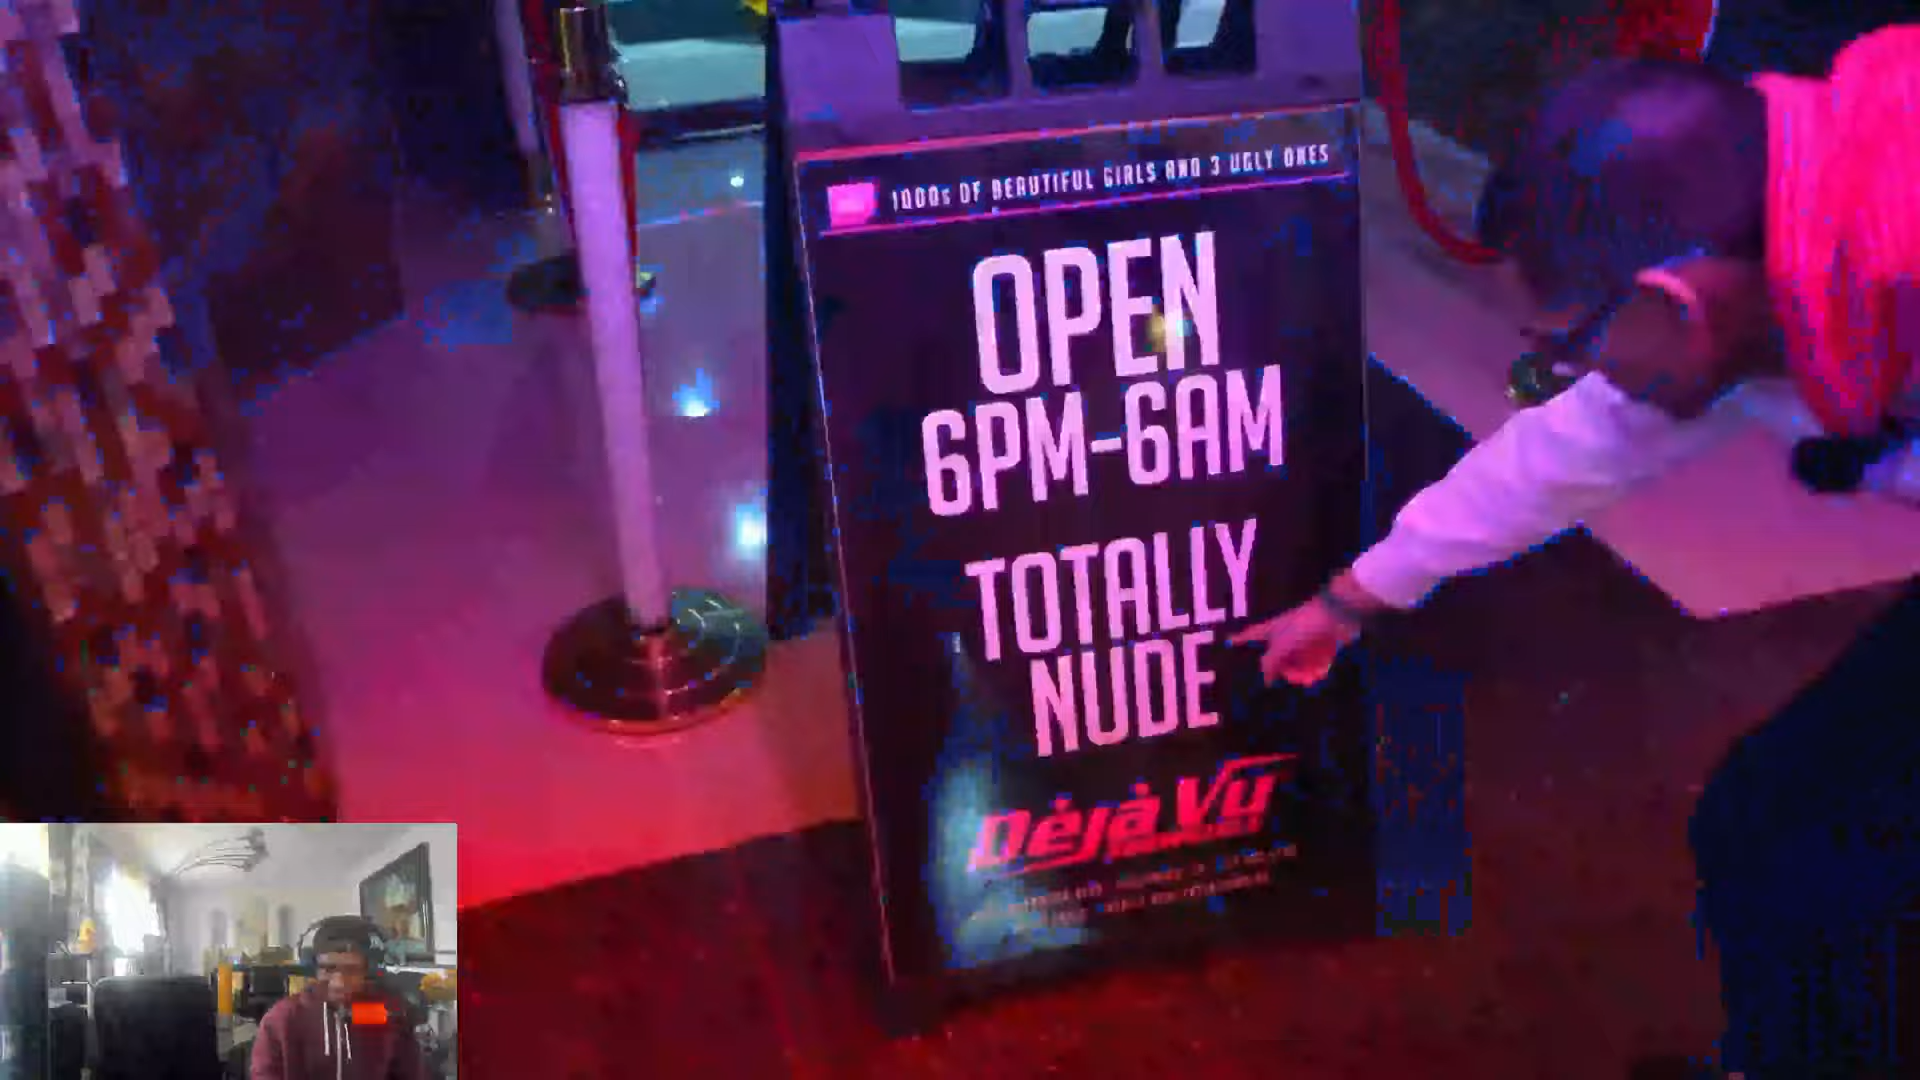 1000s OF BEAUTIFUL GIRLS AND 3 UGLY ONES
OPEN
6PM-6AM
TOTALLY
NUDE
Déjà Vu